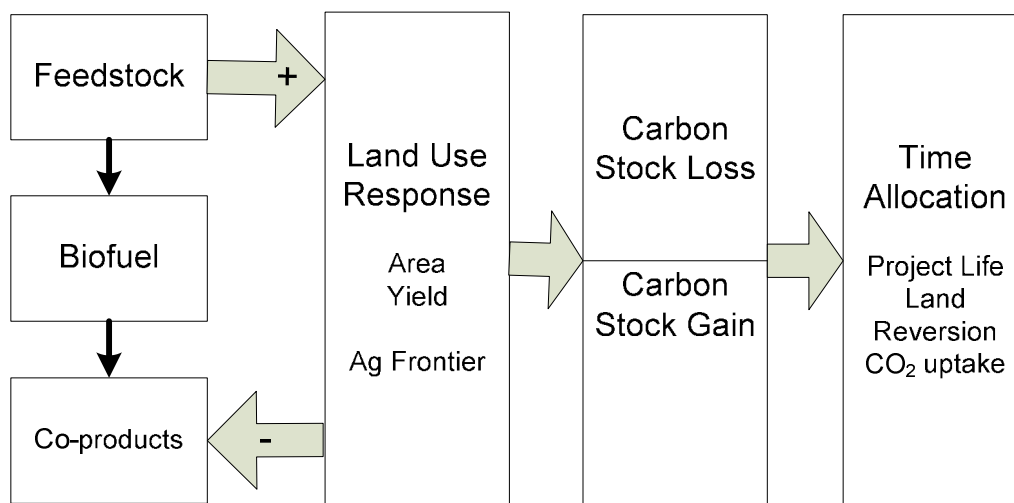 Feedstock
+
Biofuel
Co-products
-
Land Use
Response
Area
Yield
Ag Frontier
Carbon
Stock Loss
Carbon
Stock Gain
Time
Allocation
Project Life
Land
Reversion
CO₂ uptake